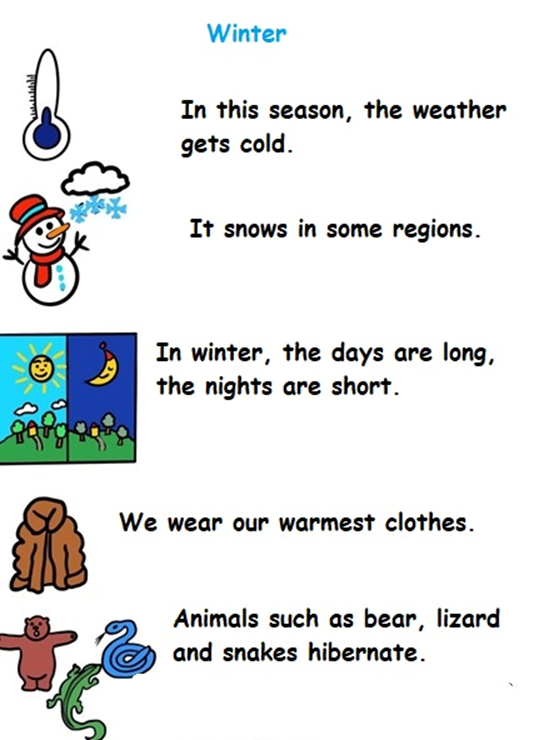 Winter
In this season, the weather
gets cold.
It snows in some regions.
In winter, the days are long,
the nights are short.
We wear our warmest clothes.
Animals such as bear, lizard
and snakes hibernate.